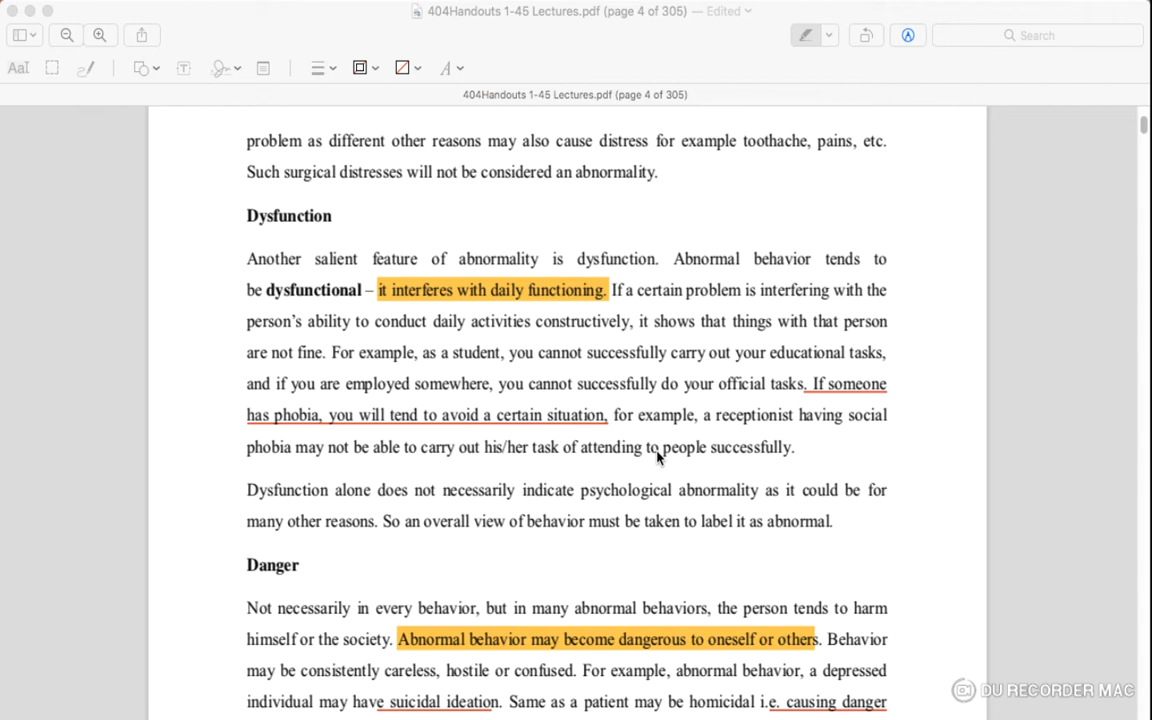 404Handouts 1-45 Lectures.pdf (page 4 of 305) — Edited
Search
AaI
T
A
404Handouts 1-45 Lectures.pdf (page 4 of 305)
problem as different other reasons may also cause distress for example toothache, pains, etc.
Such surgical distresses will not be considered an abnormality.
Dysfunction
Another salient feature of abnormality is dysfunction. Abnormal behavior tends to
be dysfunctional – it interferes with daily functioning. If a certain problem is interfering with the
person's ability to conduct daily activities constructively, it shows that things with that person
are not fine. For example, as a student, you cannot successfully carry out your educational tasks,
and if you are employed somewhere, you cannot successfully do your official tasks. If someone
has phobia, you will tend to avoid a certain situation, for example, a receptionist having social
phobia may not be able to carry out his/her task of attending to people successfully.
Dysfunction alone does not necessarily indicate psychological abnormality as it could be for
many other reasons. So an overall view of behavior must be taken to label it as abnormal.
Danger
Not necessarily in every behavior, but in many abnormal behaviors, the person tends to harm
himself or the society. Abnormal behavior may become dangerous to oneself or others. Behavior
may be consistently careless, hostile or confused. For example, abnormal behavior, a depressed
individual may have suicidal ideation. Same as a patient may be homicidal i.e. causing danger
DU RECORDER MAC